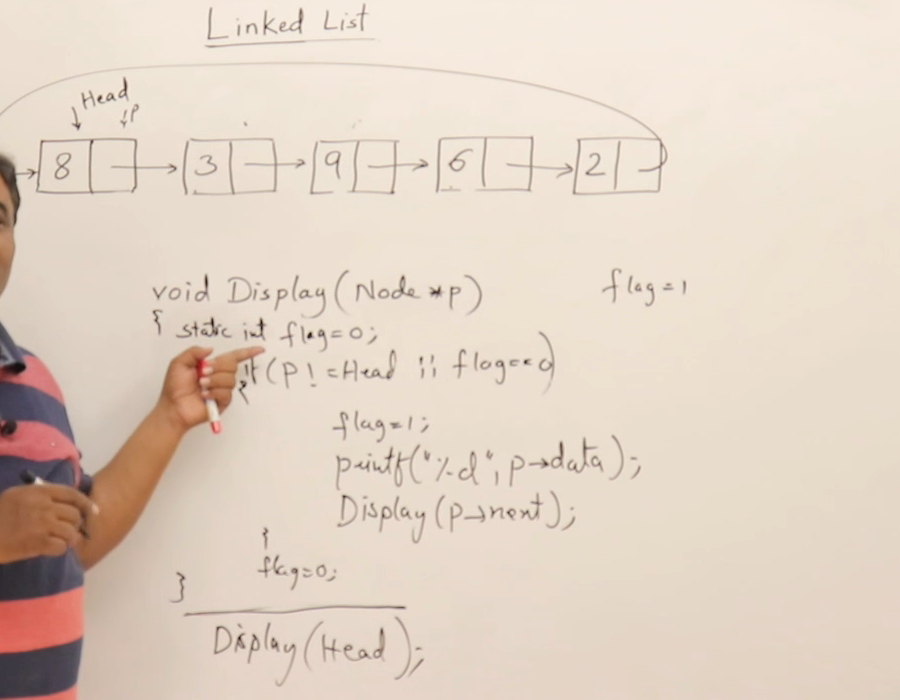 Linked List
Head
P
8 3 9 6 2
void Display(Node *p)
flag=1
{ static int flag=0;
if(P!=Head || flag==0)
{
flag=1;
printf("%d", p→data);
Display(p→next);
}
flag=0;
}
Display(Head);